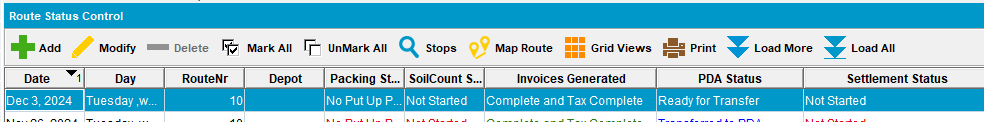 Route Status Control
Add Modify Delete Mark All UnMark All Stops Map Route Grid Views Print Load More Load All
Date 1 Day RouteNr Depot Packing St... SoilCount S... Invoices Generated PDA Status Settlement Status
Dec 3, 2024 Tuesday ,w... 10 No Put Up P... Not Started Complete and Tax Complete Ready for Transfer Not Started
Nov 26, 2024 Tuesday ,w... 10 No Put Up P... Not Started Complete and Tax Complete Transferred to PDA Not Started